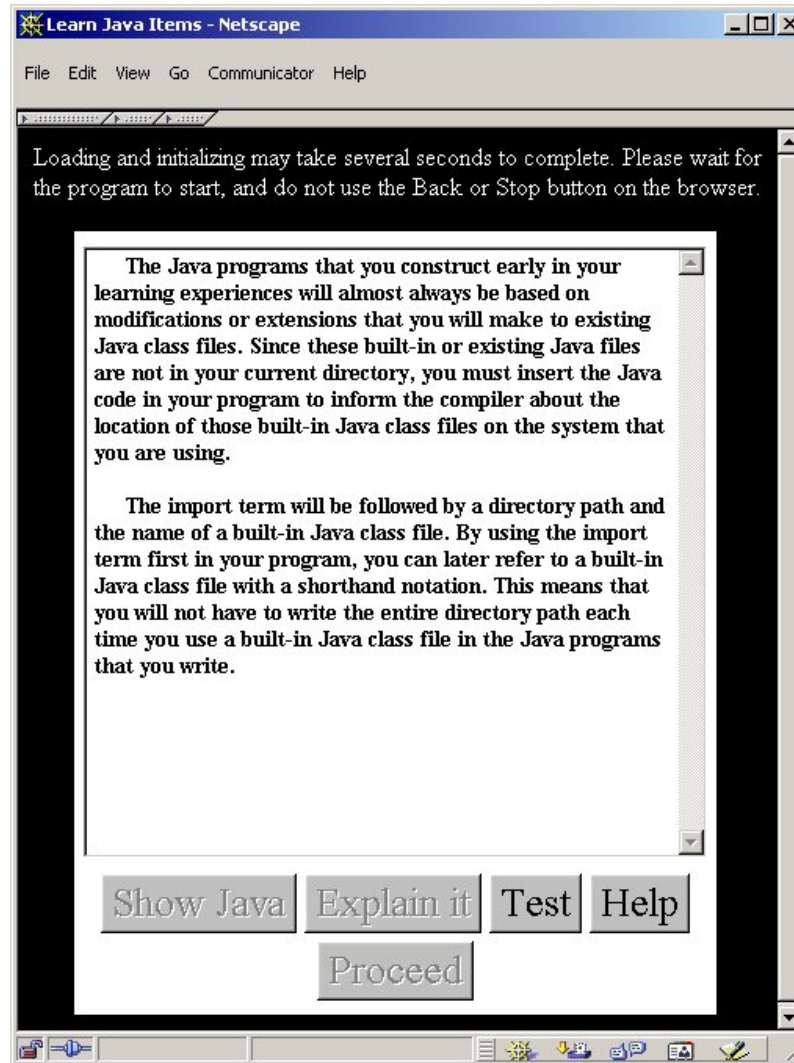 Learn Java Items - Netscape
File Edit View Go Communicator Help
Loading and initializing may take several seconds to complete. Please wait for
the program to start, and do not use the Back or Stop button on the browser.
The Java programs that you construct early in your
learning experiences will almost always be based on
modifications or extensions that you will make to existing
Java class files. Since these built-in or existing Java files
are not in your current directory, you must insert the Java
code in your program to inform the compiler about the
location of those built-in Java class files on the system that
you are using.
The import term will be followed by a directory path and
the name of a built-in Java class file. By using the import
term first in your program, you can later refer to a built-in
Java class file with a shorthand notation. This means that
you will not have to write the entire directory path each
time you use a built-in Java class file in the Java programs
that you write.
Show Java Explain it Test Help
Proceed